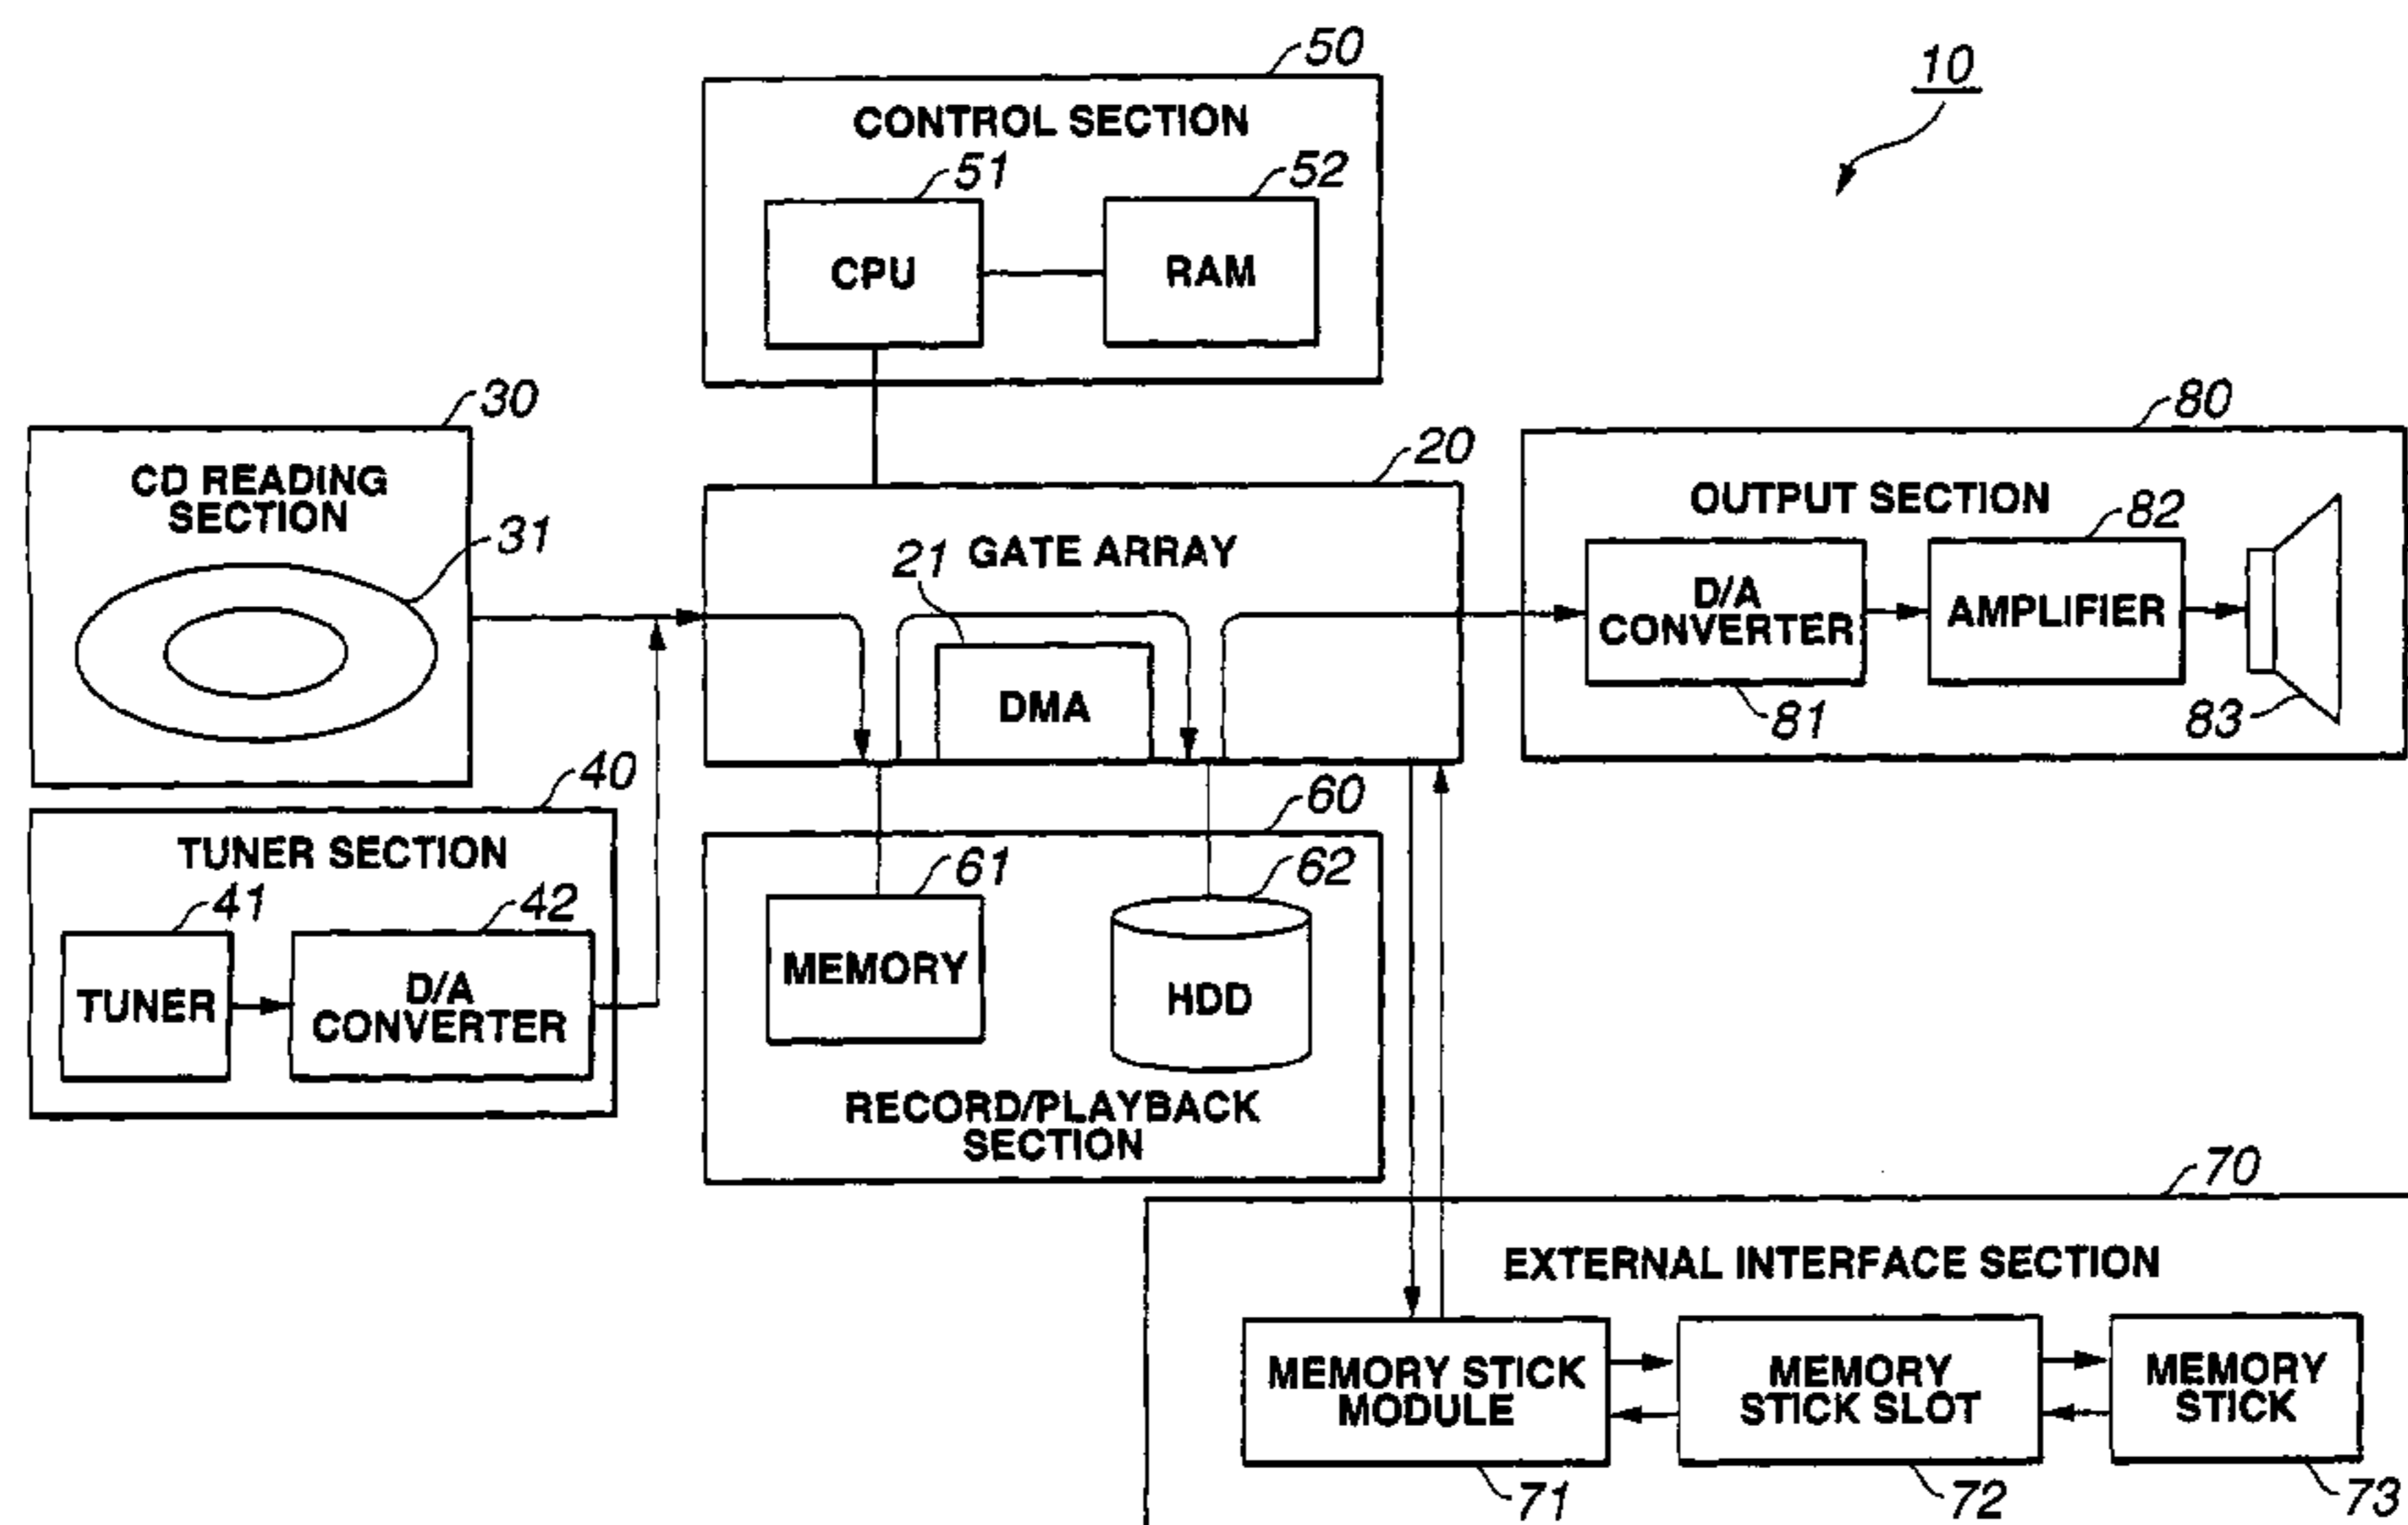 50
10
CONTROL SECTION
51
52
CPU
RAM
30
80
CD READING
SECTION
31
20
GATE ARRAY
21
DMA
OUTPUT SECTION
82
D/A
CONVERTER
AMPLIFIER
81
83
40
TUNER SECTION
41
42
TUNER
D/A
CONVERTER
60
61
62
MEMORY
HDD
RECORD/PLAYBACK
SECTION
70
EXTERNAL INTERFACE SECTION
MEMORY STICK
MODULE
MEMORY
STICK SLOT
MEMORY
STICK
71
72
73